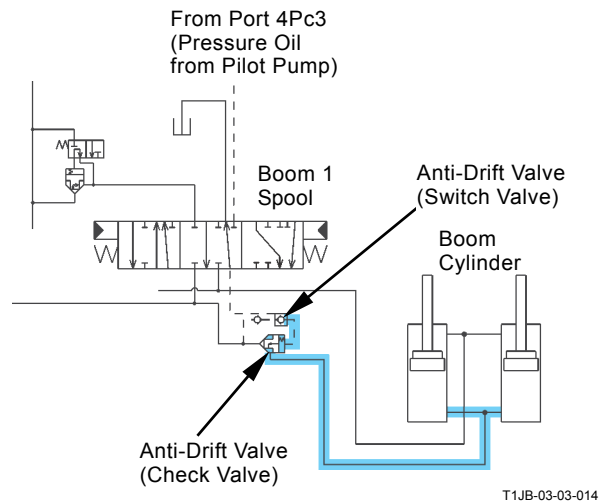 From Port 4Pc3
(Pressure Oil
from Pilot Pump)
Boom 1
Spool
Anti-Drift Valve
(Switch Valve)
Boom
Cylinder
Anti-Drift Valve
(Check Valve)
T1JB-03-03-014